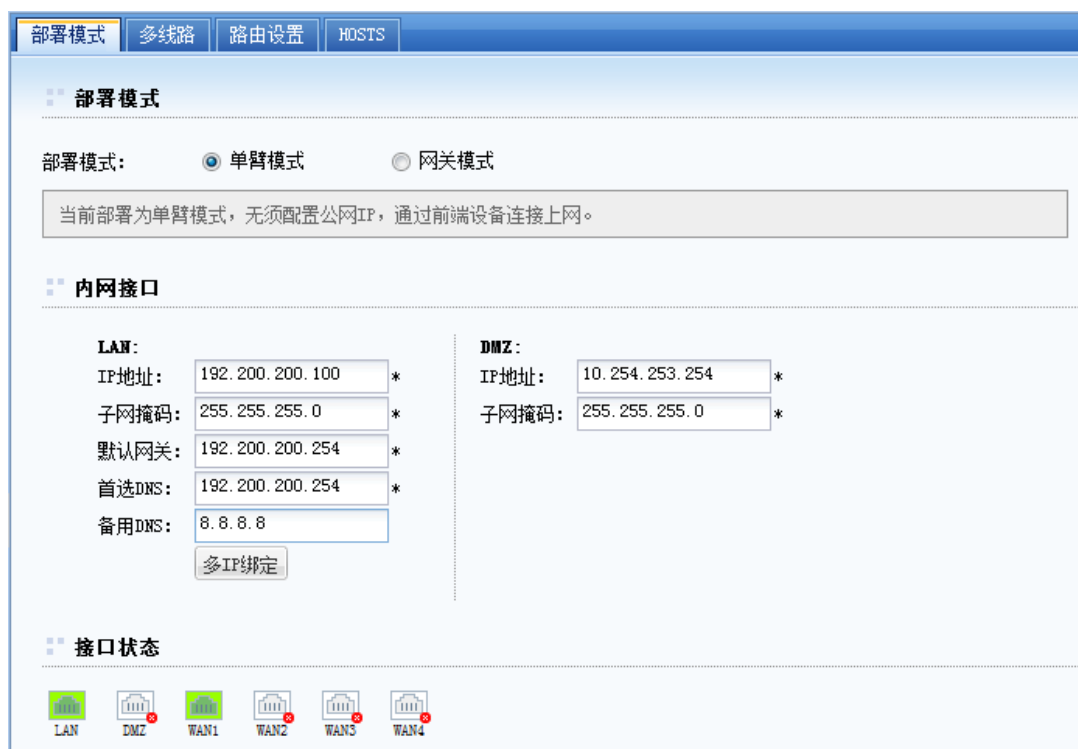 部署模式 多线路 路由设置 HOSTS
部署模式
部署模式: 单臂模式 网关模式
当前部署为单臂模式，无须配置公网IP，通过前端设备连接上网。
内网接口
LAN:
IP地址: 192.200.200.100 *
子网掩码: 255.255.255.0 *
默认网关: 192.200.200.254 *
首选DNS: 192.200.200.254 *
备用DNS: 8.8.8.8
多IP绑定
DMZ:
IP地址: 10.254.253.254 *
子网掩码: 255.255.255.0 *
接口状态
LAN DMZ WAN1 WAN2 WAN3 WAN4